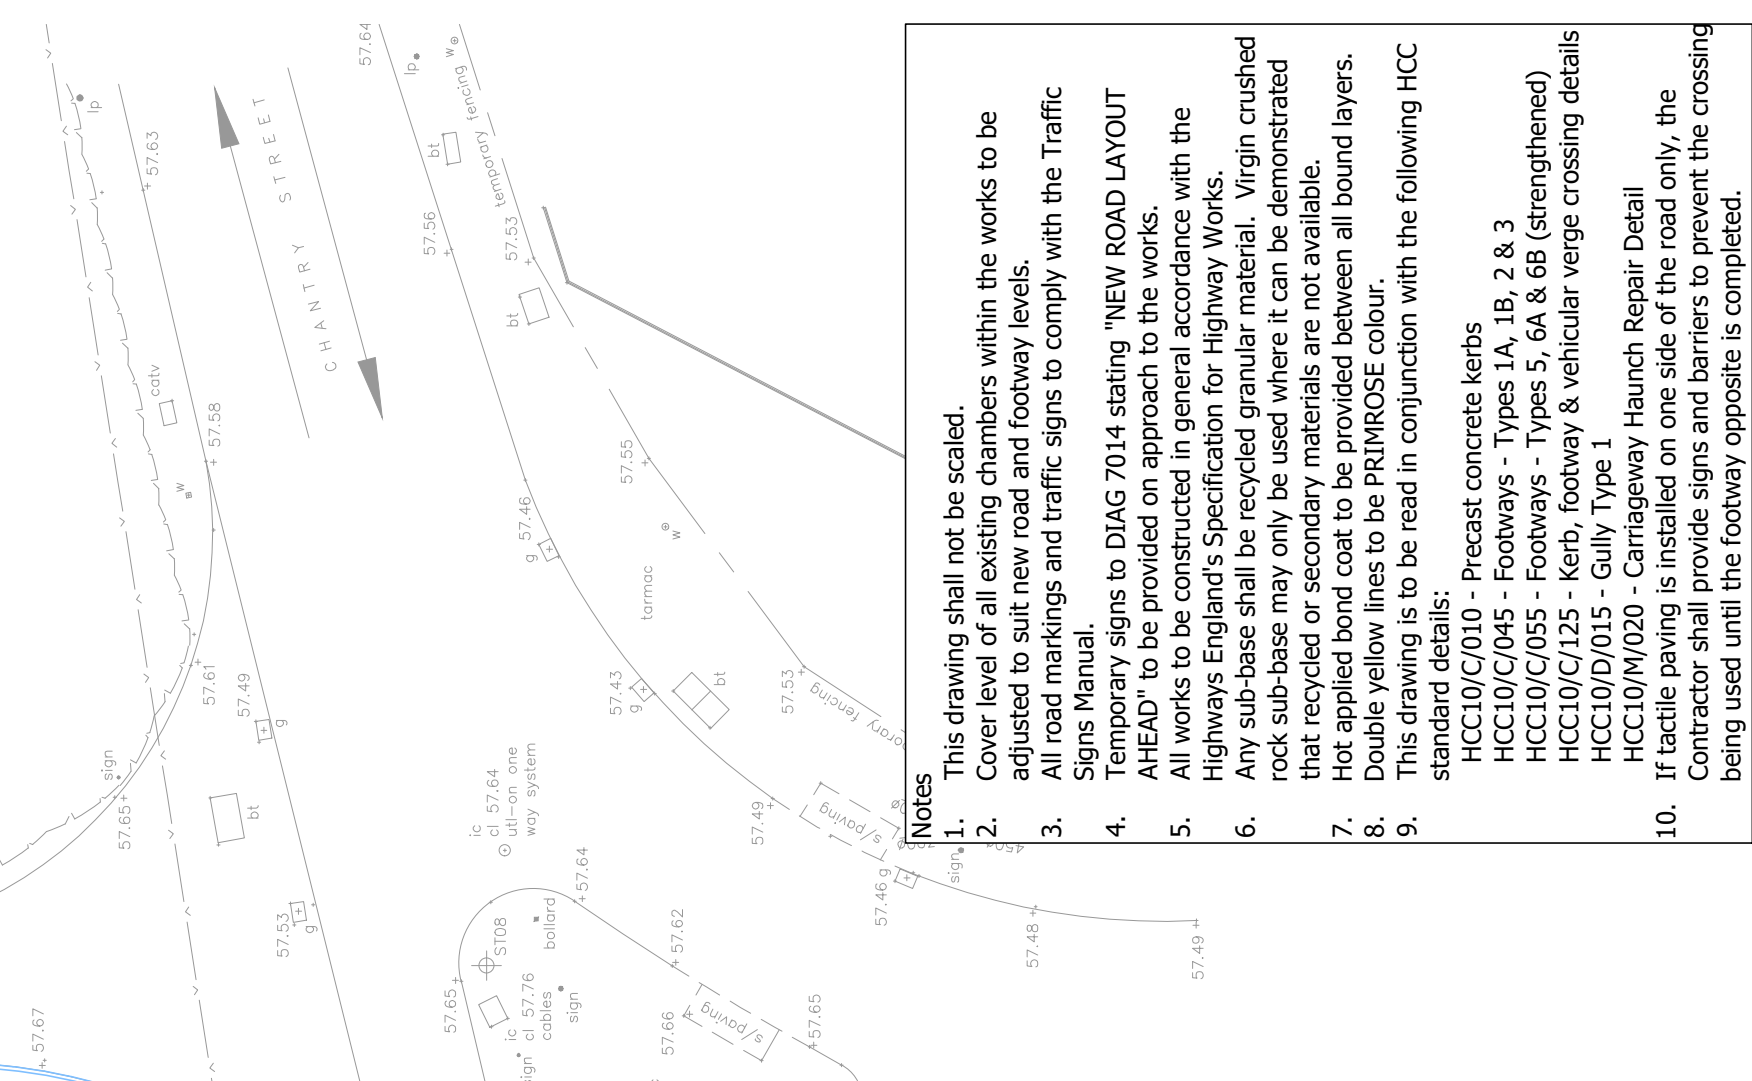 Notes
1. This drawing shall not be scaled.
2. Cover level of all existing chambers within the works to be
adjusted to suit new road and footway levels.
3. All road markings and traffic signs to comply with the Traffic
Signs Manual.
4. Temporary signs to DIAG 7014 stating "NEW ROAD LAYOUT
AHEAD" to be provided on approach to the works.
5. All works to be constructed in general accordance with the
Highways England's Specification for Highway Works.
6. Any sub-base shall be recycled granular material. Virgin crushed
rock sub-base may only be used where it can be demonstrated
that recycled or secondary materials are not available.
7. Hot applied bond coat to be provided between all bound layers.
8. Double yellow lines to be PRIMROSE colour.
9. This drawing is to be read in conjunction with the following HCC
standard details:
HCC10/C/010 - Precast concrete kerbs
HCC10/C/045 - Footways - Types 1A, 1B, 2 & 3
HCC10/C/055 - Footways - Types 5, 6A & 6B (strengthened)
HCC10/C/125 - Kerb, footway & vehicular verge crossing details
HCC10/D/015 - Gully Type 1
HCC10/M/020 - Carriageway Haunch Repair Detail
10. If tactile paving is installed on one side of the road only, the
Contractor shall provide signs and barriers to prevent the crossing
being used until the footway opposite is completed.
CHANTRY STREET
lp
57.63
catv
57.58
w
57.61
57.49
g
sign
57.65
bt
57.53
g
57.67
57.64
lp
w
temporary fencing
bt
57.56
57.53
bt
57.55
57.46
g
w
tarmac
57.43
g
bt
57.53
fencing
57.49
s/paving
ic
cl 57.64
utl-on one
way system
57.64
ST08
bollard
57.65
ic
cl 57.76
cables
sign
57.62
57.66
s/paving
57.65
57.46 g
sign
57.48
57.49